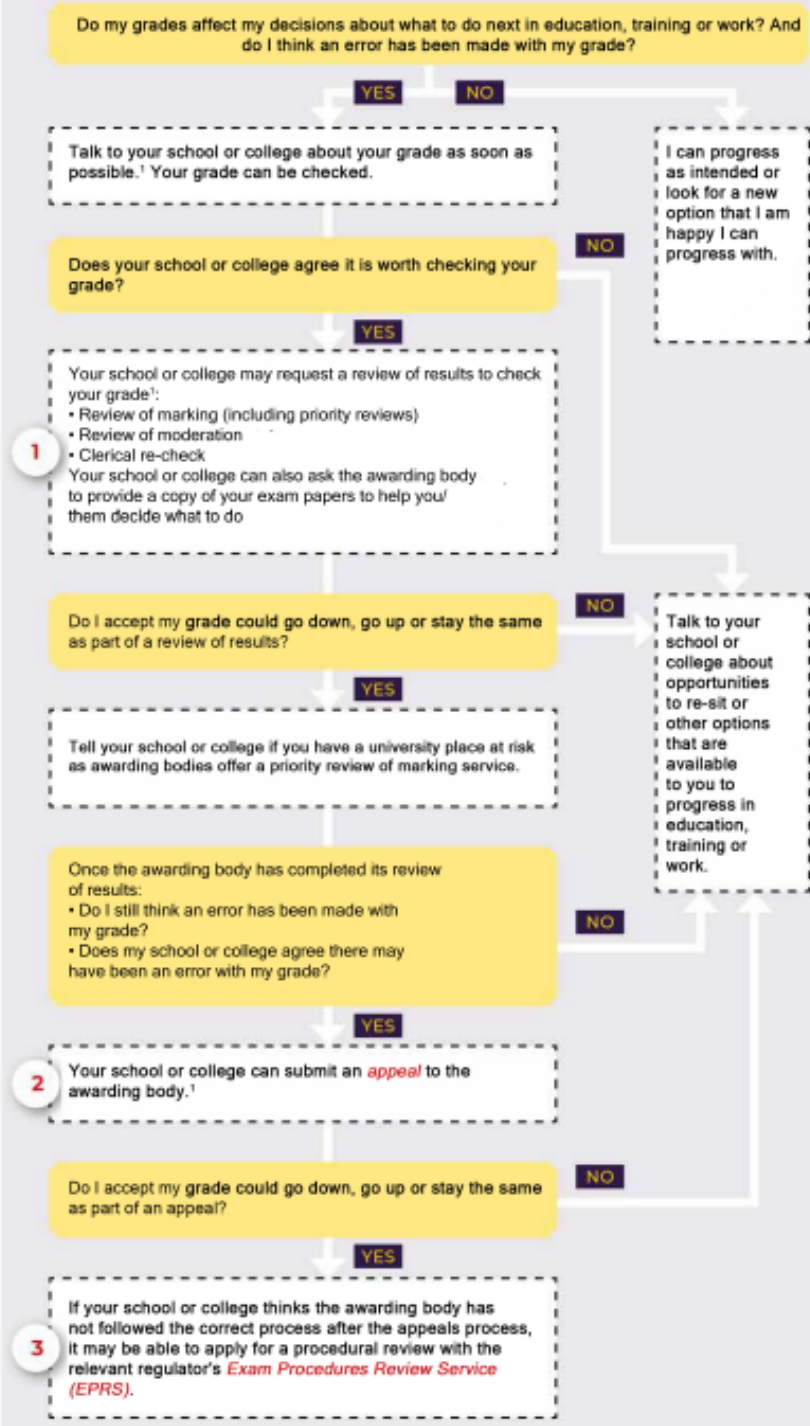 Do my grades affect my decisions about what to do next in education, training or work? And
do I think an error has been made with my grade?
YES
NO
Talk to your school or college about your grade as soon as
possible.¹ Your grade can be checked.
I can progress
as intended or
look for a new
option that I am
happy I can
progress with.
Does your school or college agree it is worth checking your
grade?
NO
YES
1
Your school or college may request a review of results to check
your grade¹:
• Review of marking (including priority reviews)
• Review of moderation
• Clerical re-check
Your school or college can also ask the awarding body
to provide a copy of your exam papers to help you/
them decide what to do
Do I accept my grade could go down, go up or stay the same
as part of a review of results?
NO
YES
Talk to your
school or
college about
opportunities
to re-sit or
other options
that are
available
to you to
progress in
education,
training or
work.
Tell your school or college if you have a university place at risk
as awarding bodies offer a priority review of marking service.
Once the awarding body has completed its review
of results:
• Do I still think an error has been made with
my grade?
• Does my school or college agree there may
have been an error with my grade?
NO
YES
2
Your school or college can submit an appeal to the
awarding body.¹
Do I accept my grade could go down, go up or stay the same
as part of an appeal?
NO
YES
3
If your school or college thinks the awarding body has
not followed the correct process after the appeals process,
it may be able to apply for a procedural review with the
relevant regulator's Exam Procedures Review Service
(EPRS).